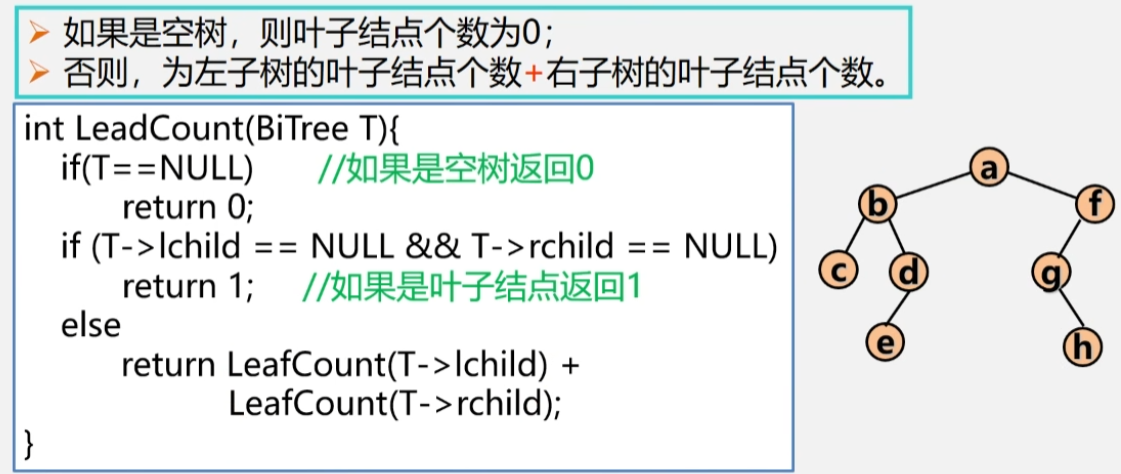 ➢ 如果是空树，则叶子结点个数为0；
➢ 否则，为左子树的叶子结点个数+右子树的叶子结点个数。
int LeadCount(BiTree T){
if(T==NULL) //如果是空树返回0
return 0;
if (T->lchild == NULL && T->rchild == NULL)
return 1; //如果是叶子结点返回1
else
return LeafCount(T->lchild) +
LeafCount(T->rchild);
}
a
b f
c d g
e h